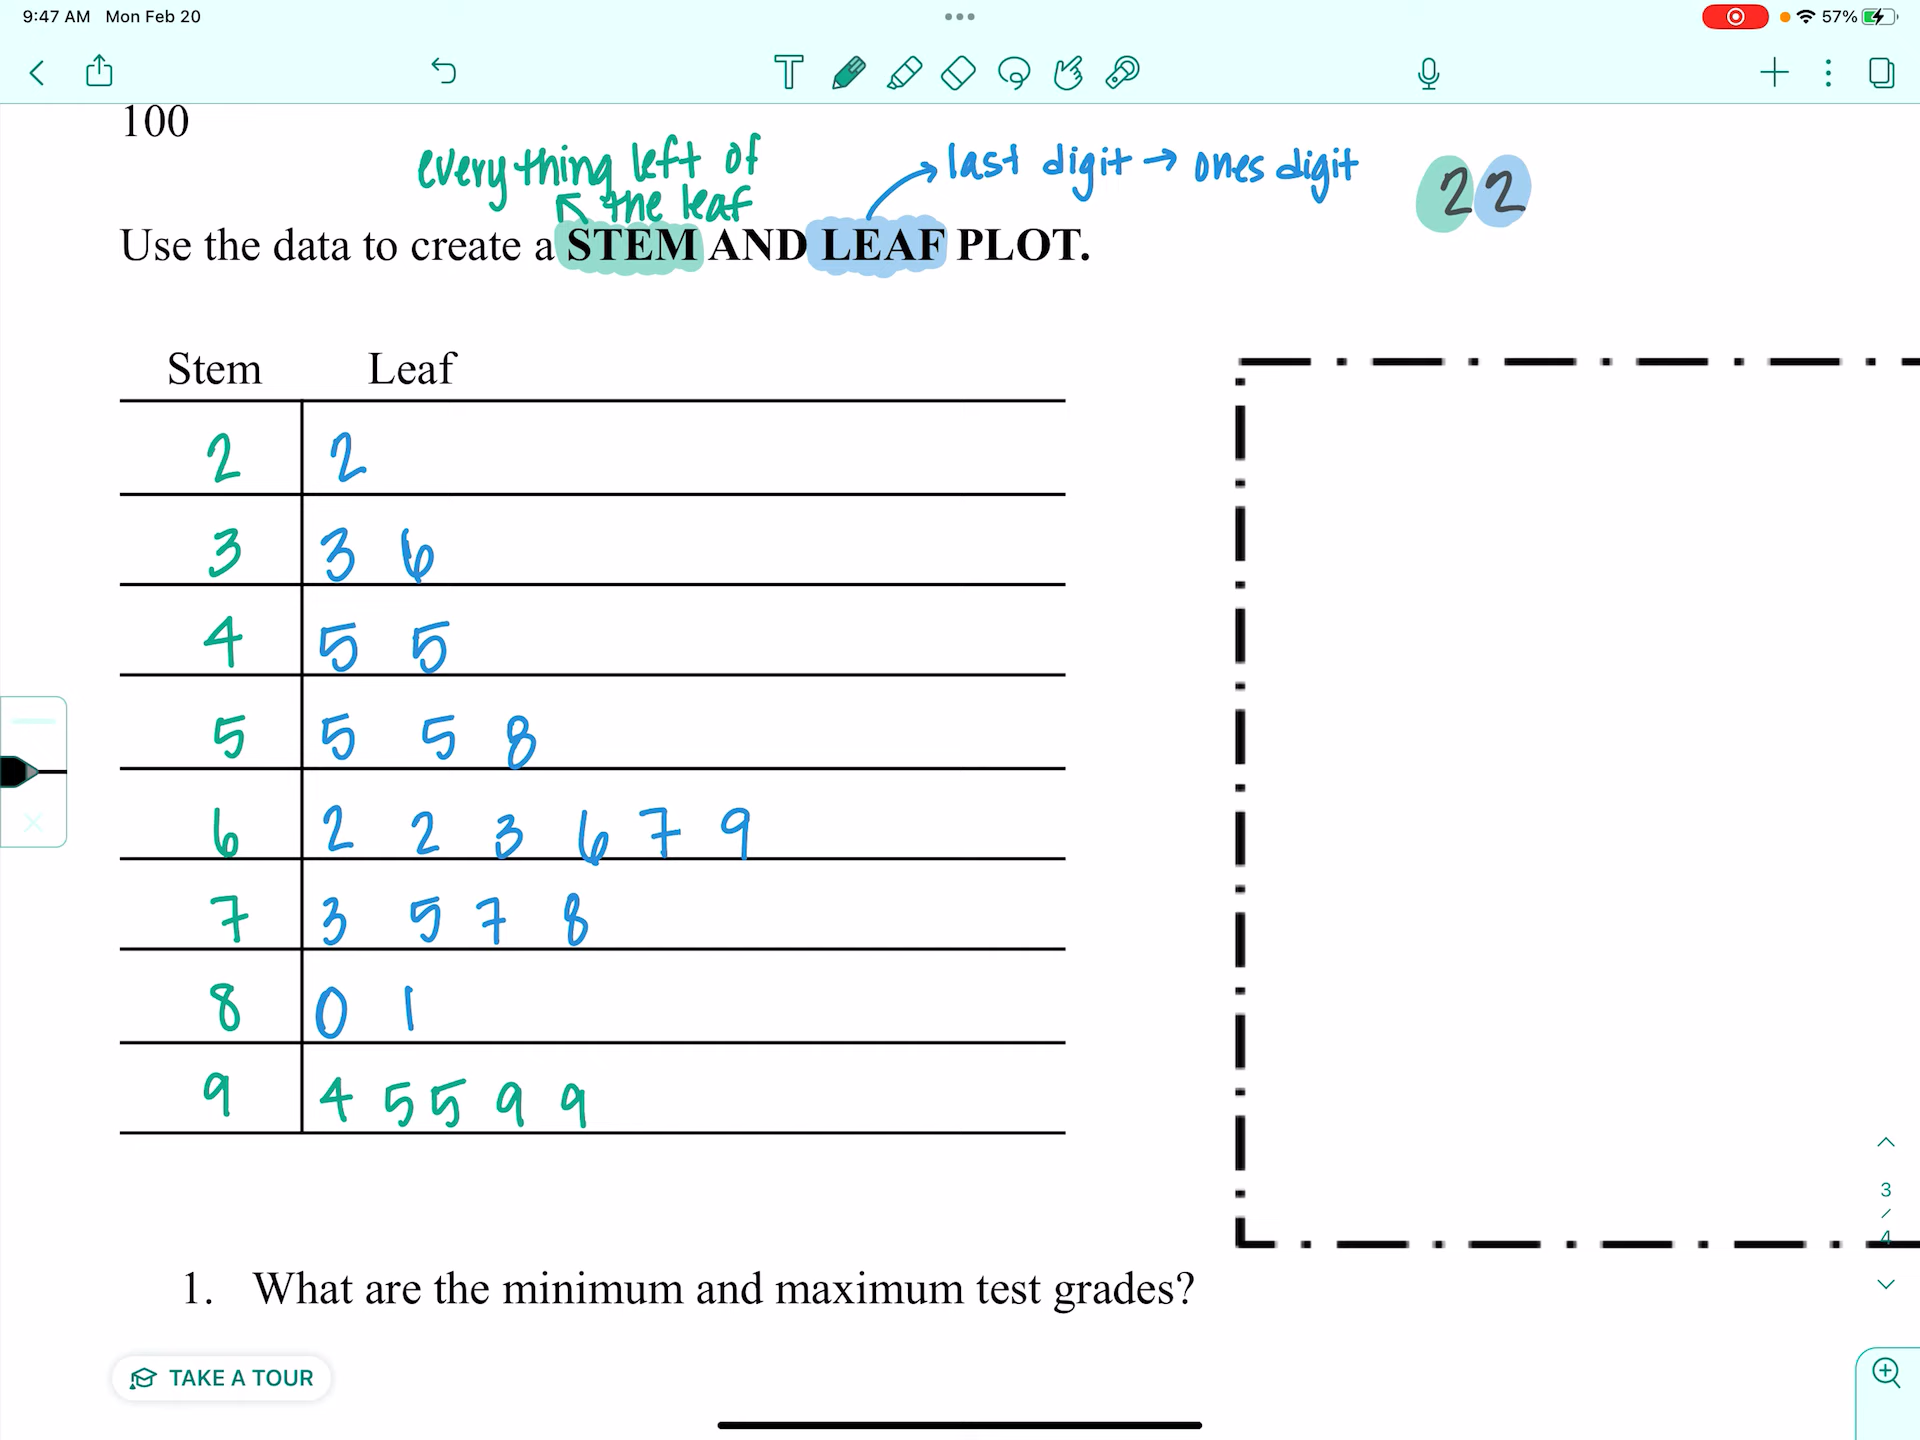 9:47 AM Mon Feb 20
57%
100
everything left of
the leaf
last digit → ones digit
22
Use the data to create a STEM AND LEAF PLOT.
Stem Leaf
2 2
3 3 6
4 5 5
5 5 5 8
6 2 2 3 6 7 9
7 3 5 7 8
8 0 1
9 4 5 5 9 9
3
/
4
1. What are the minimum and maximum test grades?
TAKE A TOUR